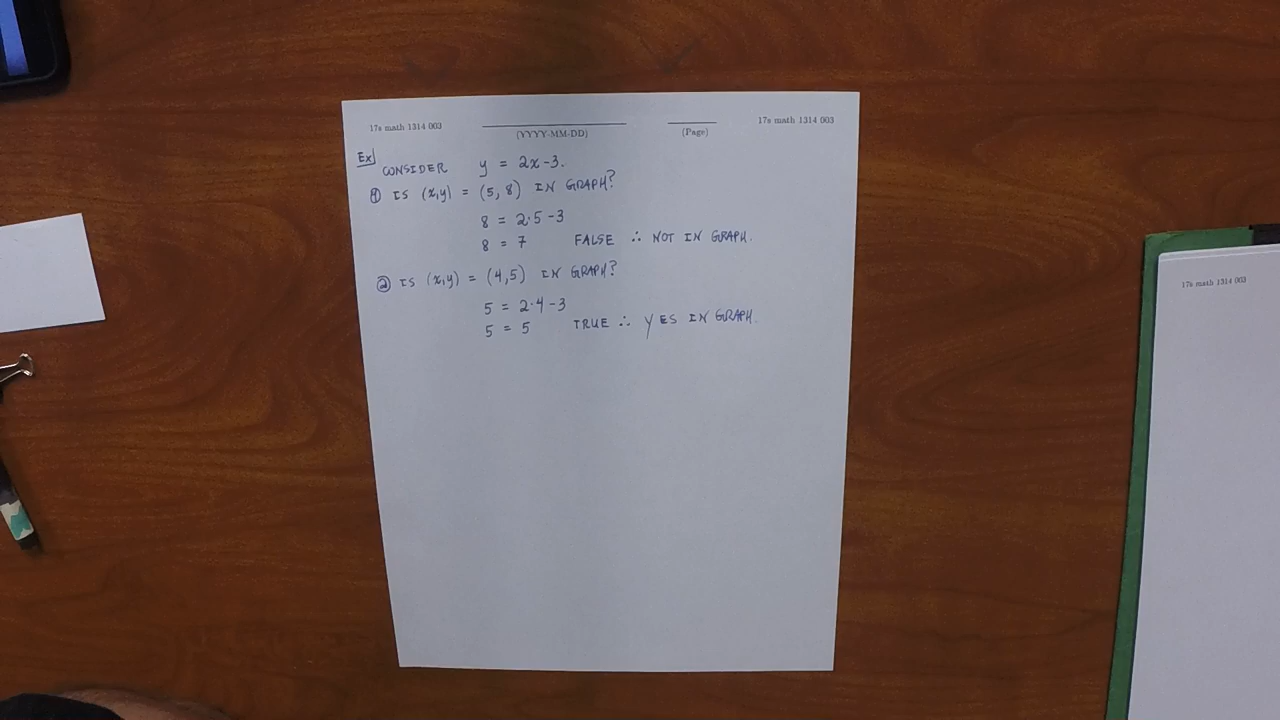 17s math 1314 003 (YYYY-MM-DD) (Page) 17s math 1314 003
Ex CONSIDER y = 2x-3.
① IS (x,y) = (5, 8) IN GRAPH?
8 = 2·5-3
8 = 7 FALSE ∴ NOT IN GRAPH.
② IS (x,y) = (4,5) IN GRAPH?
5 = 2·4-3
5 = 5 TRUE ∴ YES IN GRAPH.
17s math 1314 003